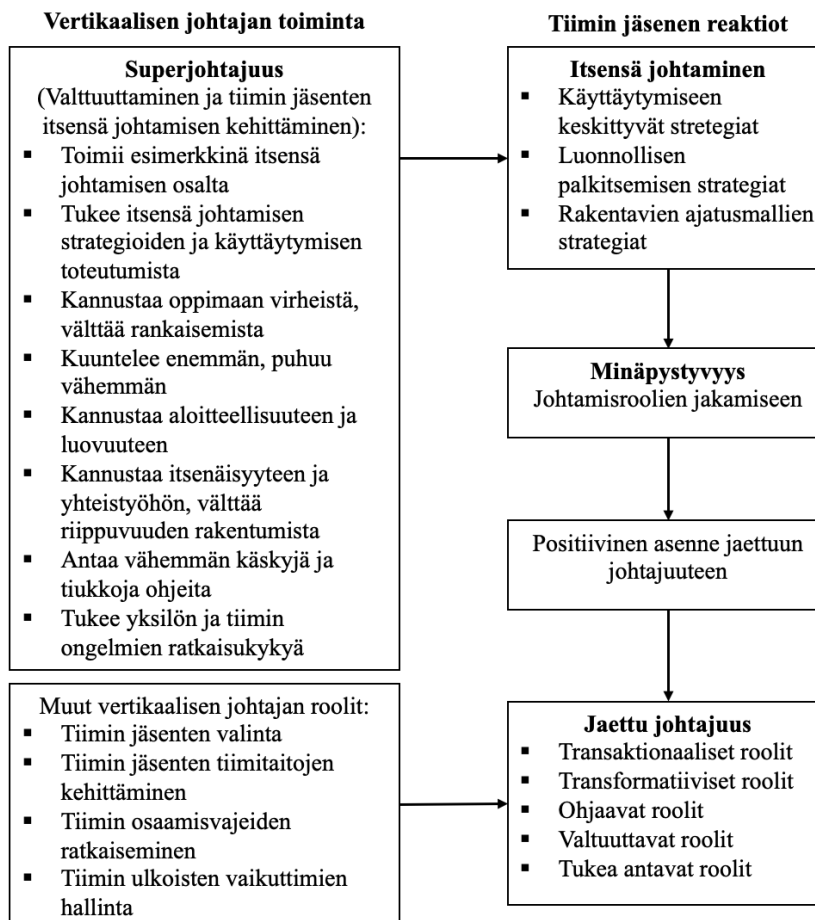 Vertikaalisen johtajan toiminta
Superjohtajuus
(Valttuuttaminen ja tiimin jäsenten
itsensä johtamisen kehittäminen):
▪ Toimii esimerkkinä itsensä
johtamisen osalta
▪ Tukee itsensä johtamisen
strategioiden ja käyttäytymisen
toteutumista
▪ Kannustaa oppimaan virheistä,
välttää rankaisemista
▪ Kuuntelee enemmän, puhuu
vähemmän
▪ Kannustaa aloitteellisuuteen ja
luovuuteen
▪ Kannustaa itsenäisyyteen ja
yhteistyöhön, välttää
riippuvuuden rakentumista
▪ Antaa vähemmän käskyjä ja
tiukkoja ohjeita
▪ Tukee yksilön ja tiimin
ongelmien ratkaisukykyä
Muut vertikaalisen johtajan roolit:
▪ Tiimin jäsenten valinta
▪ Tiimin jäsenten tiimitaitojen
kehittäminen
▪ Tiimin osaamisvajeiden
ratkaiseminen
▪ Tiimin ulkoisten vaikuttimien
hallinta
Tiimin jäsenen reaktiot
Itsensä johtaminen
▪ Käyttäytymiseen
keskittyvät stretegiat
▪ Luonnollisen
palkitsemisen strategiat
▪ Rakentavien ajatusmallien
strategiat
Minäpystyvyys
Johtamisroolien jakamiseen
Positiivinen asenne jaettuun
johtajuuteen
Jaettu johtajuus
▪ Transaktionaaliset roolit
▪ Transformatiiviset roolit
▪ Ohjaavat roolit
▪ Valtuuttavat roolit
▪ Tukea antavat roolit